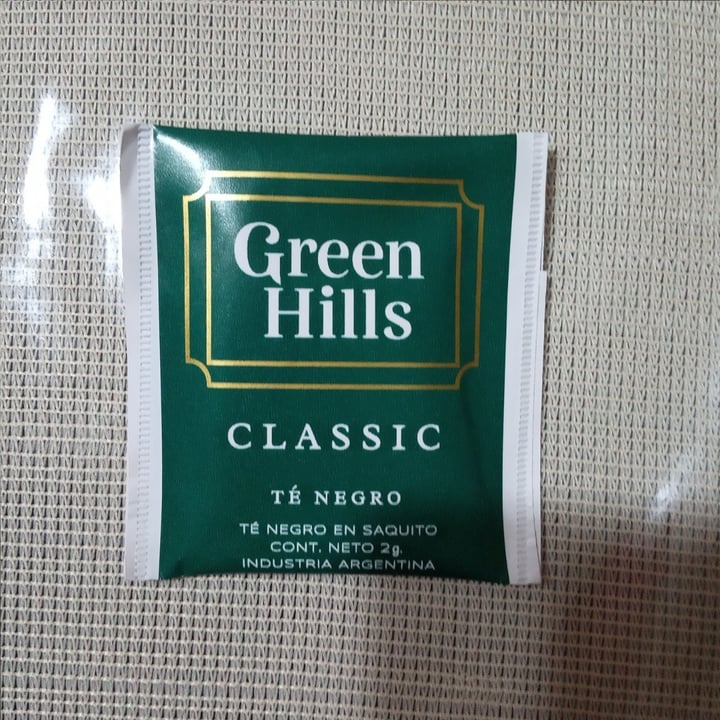 Green
Hills
CLASSIC
TÉ NEGRO
TÉ NEGRO EN SAQUITO
CONT. NETO 2g.
INDUSTRIA ARGENTINA